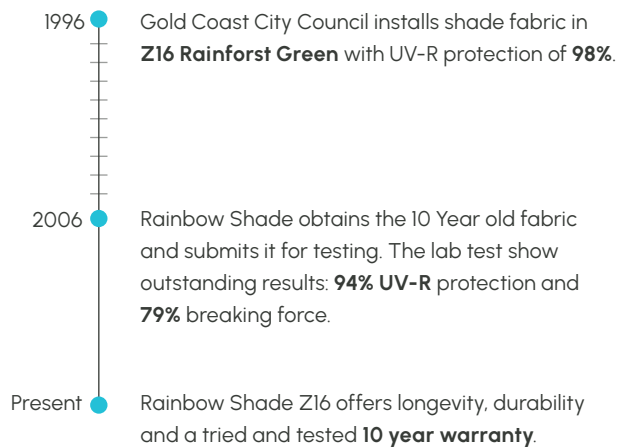 1996
Gold Coast City Council installs shade fabric in
Z16 Rainforst Green with UV-R protection of 98%.
2006
Rainbow Shade obtains the 10 Year old fabric
and submits it for testing. The lab test show
outstanding results: 94% UV-R protection and
79% breaking force.
Present
Rainbow Shade Z16 offers longevity, durability
and a tried and tested 10 year warranty.